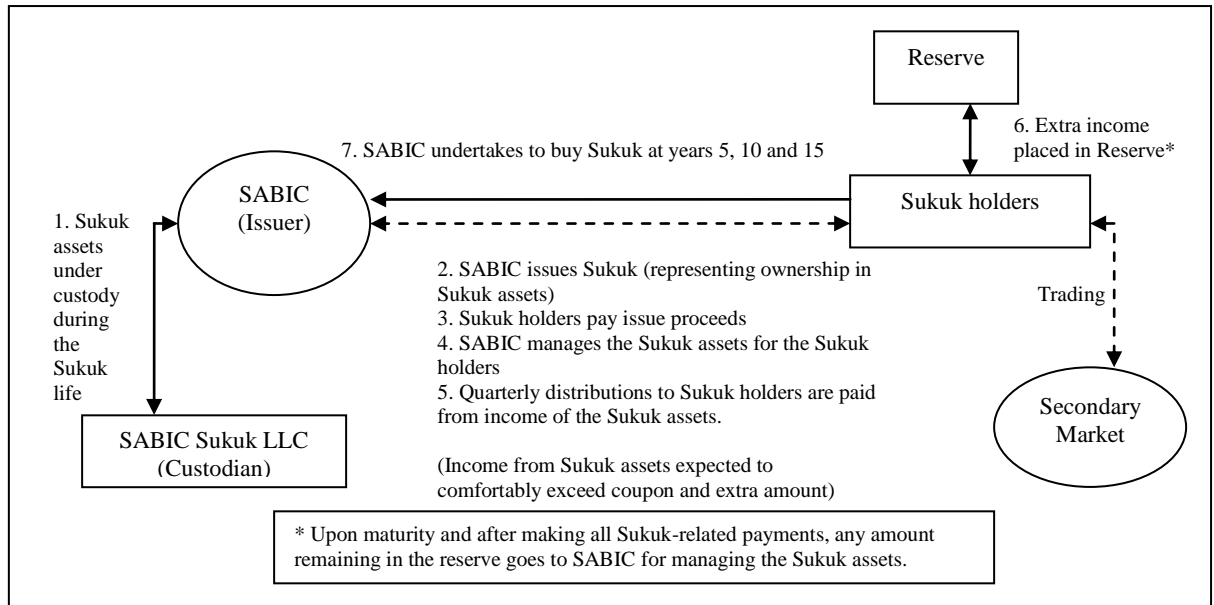 Reserve
6. Extra income
placed in Reserve*
7. SABIC undertakes to buy Sukuk at years 5, 10 and 15
SABIC
(Issuer)
Sukuk holders
1. Sukuk
assets
under
custody
during
the
Sukuk
life
2. SABIC issues Sukuk (representing ownership in
Sukuk assets)
3. Sukuk holders pay issue proceeds
4. SABIC manages the Sukuk assets for the Sukuk
holders
5. Quarterly distributions to Sukuk holders are paid
from income of the Sukuk assets.
(Income from Sukuk assets expected to
comfortably exceed coupon and extra amount)
Trading
Secondary
Market
SABIC Sukuk LLC
(Custodian)
* Upon maturity and after making all Sukuk-related payments, any amount
remaining in the reserve goes to SABIC for managing the Sukuk assets.